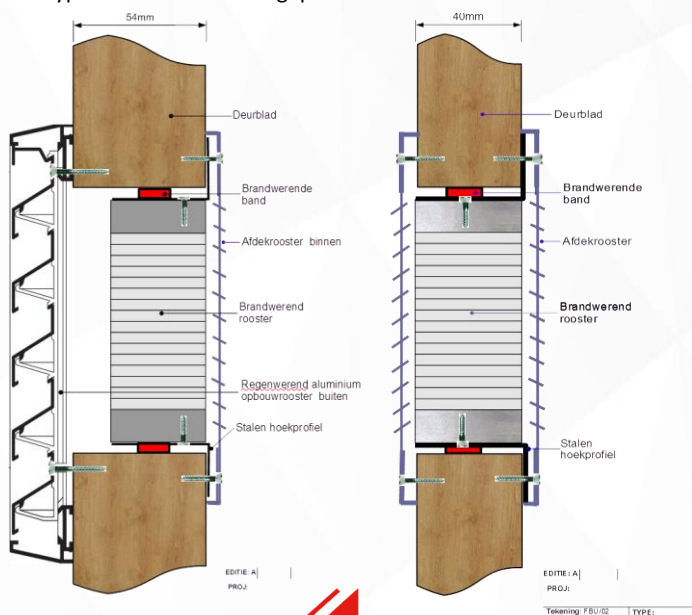 54mm
Deurblad
Brandwerende
band
Afdekrooster binnen
Brandwerend
rooster
Regenwerend aluminium
opbouwrooster buiten
Stalen hoekprofiel
EDITIE: A
PROJ:
40mm
Deurblad
Brandwerende
band
Afdekrooster
Brandwerend
rooster
Stalen
hoekprofiel
EDITIE: A
PROJ:
Tekening: FBU/02
TYPE: